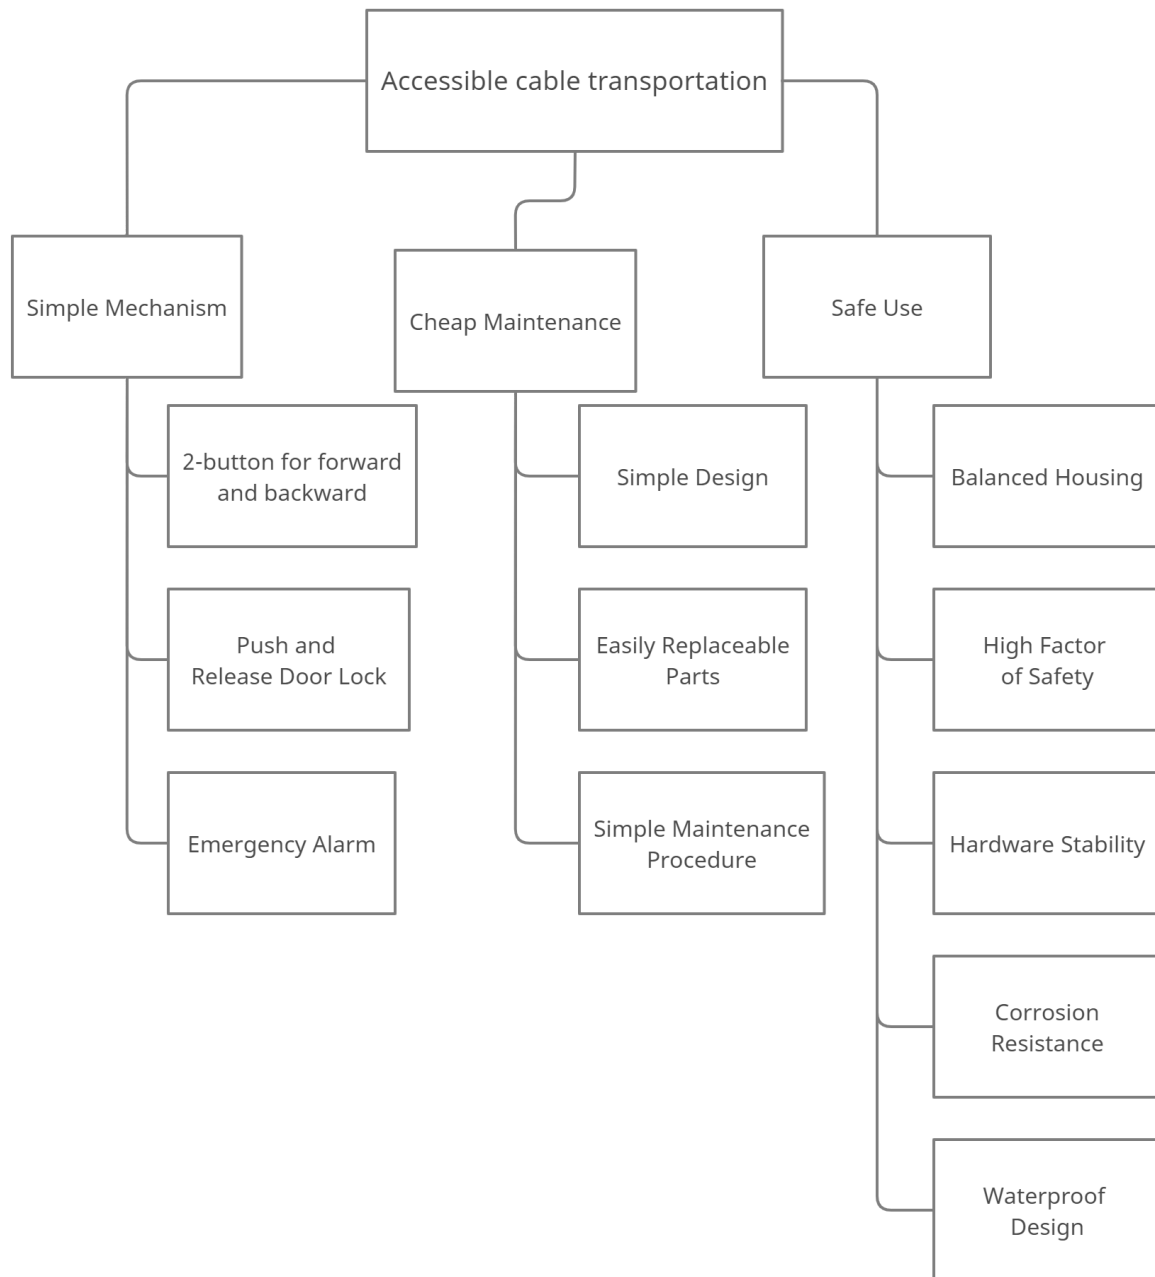 Accessible cable transportation
Simple Mechanism
2-button for forward
and backward
Push and
Release Door Lock
Emergency Alarm
Cheap Maintenance
Simple Design
Easily Replaceable
Parts
Simple Maintenance
Procedure
Safe Use
Balanced Housing
High Factor
of Safety
Hardware Stability
Corrosion
Resistance
Waterproof
Design